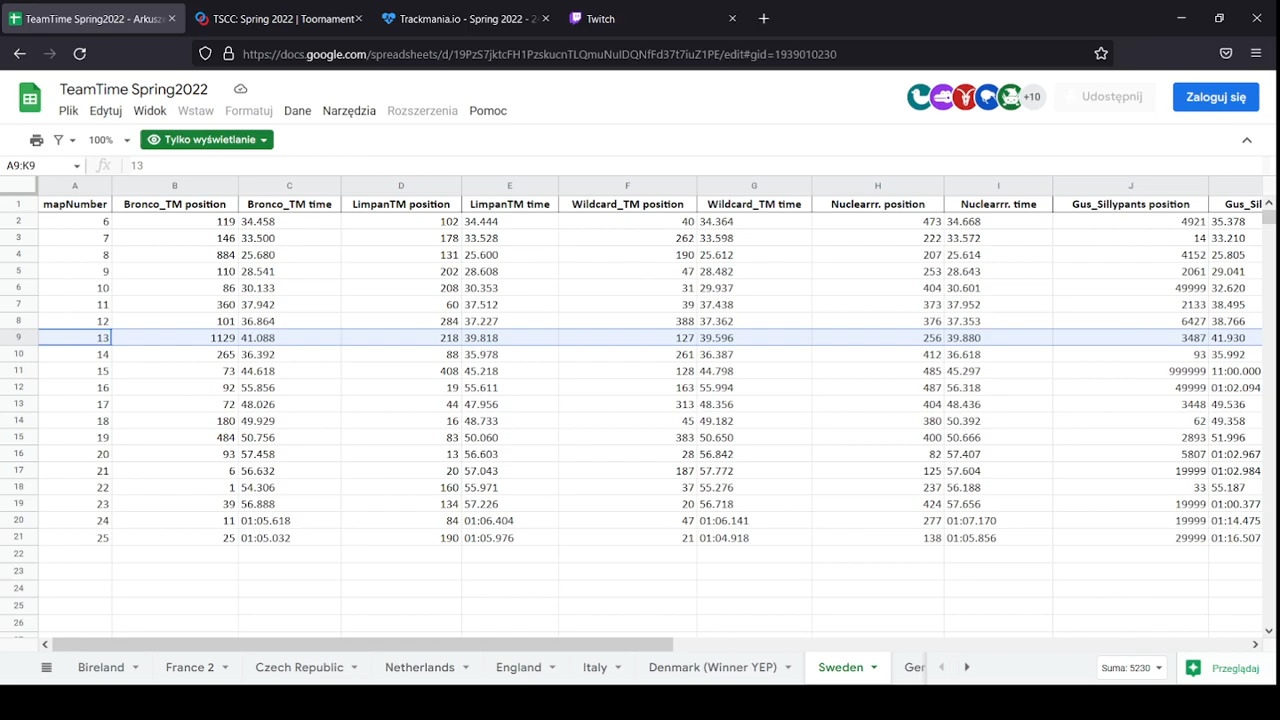 TeamTime Spring2022 - Arkusze
TSCC: Spring 2022 | Toornament
Trackmania.io - Spring 2022 - 2
Twitch
https://docs.google.com/spreadsheets/d/19PzS7jktcFH1PzskucnTLQmuNuIDQNfFd37t7iuZ1PE/edit#gid=1939010230
TeamTime Spring2022
+10
Udostępnij
Zaloguj się
Plik Edytuj Widok Wstaw Formatuj Dane Narzędzia Rozszerzenia Pomoc
100% Tylko wyświetlanie
A9:K9 fx 13
A B C D E F G H I J
1 mapNumber Bronco_TM position Bronco_TM time LimpanTM position LimpanTM time Wildcard_TM position Wildcard_TM time Nuclearrr. position Nuclearrr. time Gus_Sillypants position Gus_Sil
2 6 119 34.458 102 34.444 40 34.364 473 34.668 4921 35.378
3 7 146 33.500 178 33.528 262 33.598 222 33.572 14 33.210
4 8 884 25.680 131 25.600 190 25.612 207 25.614 4152 25.805
5 9 110 28.541 202 28.608 47 28.482 253 28.643 2061 29.041
6 10 86 30.133 208 30.353 31 29.937 404 30.601 49999 32.620
7 11 360 37.942 60 37.512 39 37.438 373 37.952 2133 38.495
8 12 101 36.864 284 37.227 388 37.362 376 37.353 6427 38.766
9 13 1129 41.088 218 39.818 127 39.596 256 39.880 3487 41.930
10 14 265 36.392 88 35.978 261 36.387 412 36.618 93 35.992
11 15 73 44.618 408 45.218 128 44.798 485 45.297 999999 11:00.000
12 16 92 55.856 19 55.611 163 55.994 487 56.318 49999 01:02.094
13 17 72 48.026 44 47.956 313 48.356 404 48.436 3448 49.536
14 18 180 49.929 16 48.733 45 49.182 380 50.392 62 49.358
15 19 484 50.756 83 50.060 383 50.650 400 50.666 2893 51.996
16 20 93 57.458 13 56.603 28 56.842 82 57.407 5807 01:02.967
17 21 6 56.632 20 57.043 187 57.772 125 57.604 19999 01:02.984
18 22 1 54.306 160 55.971 37 55.276 237 56.188 33 55.187
19 23 39 56.888 134 57.226 20 56.718 424 57.656 19999 01:00.377
20 24 11 01:05.618 84 01:06.404 47 01:06.141 277 01:07.170 19999 01:14.475
21 25 25 01:05.032 190 01:05.976 21 01:04.918 138 01:05.856 29999 01:16.507
22
23
24
25
26
Bireland France 2 Czech Republic Netherlands England Italy Denmark (Winner YEP) Sweden Ger Suma: 5230 Przeglądaj